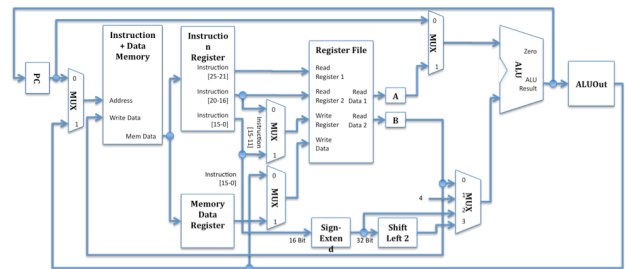 Instruction
+ Data
Memory
Address
Write Data
Mem Data
PC
0
MUX
1
Instructio
n
Register
Instruction
[25-21]
Instruction
[20-16]
Instruction
[15-0]
Instruction
[15-11]
0
MUX
1
Register File
Read
Register 1
Read
Register 2
Write
Register
Write
Data
Read
Data 1
Read
Data 2
A
B
0
MUX
1
Zero
ALU
ALU
Result
ALUOut
Instruction
[15-0]
0
MUX
1
Memory
Data
Register
16 Bit
Sign-
Exten
d
32 Bit
Shift
Left 2
4
0
1
2
3
MUX